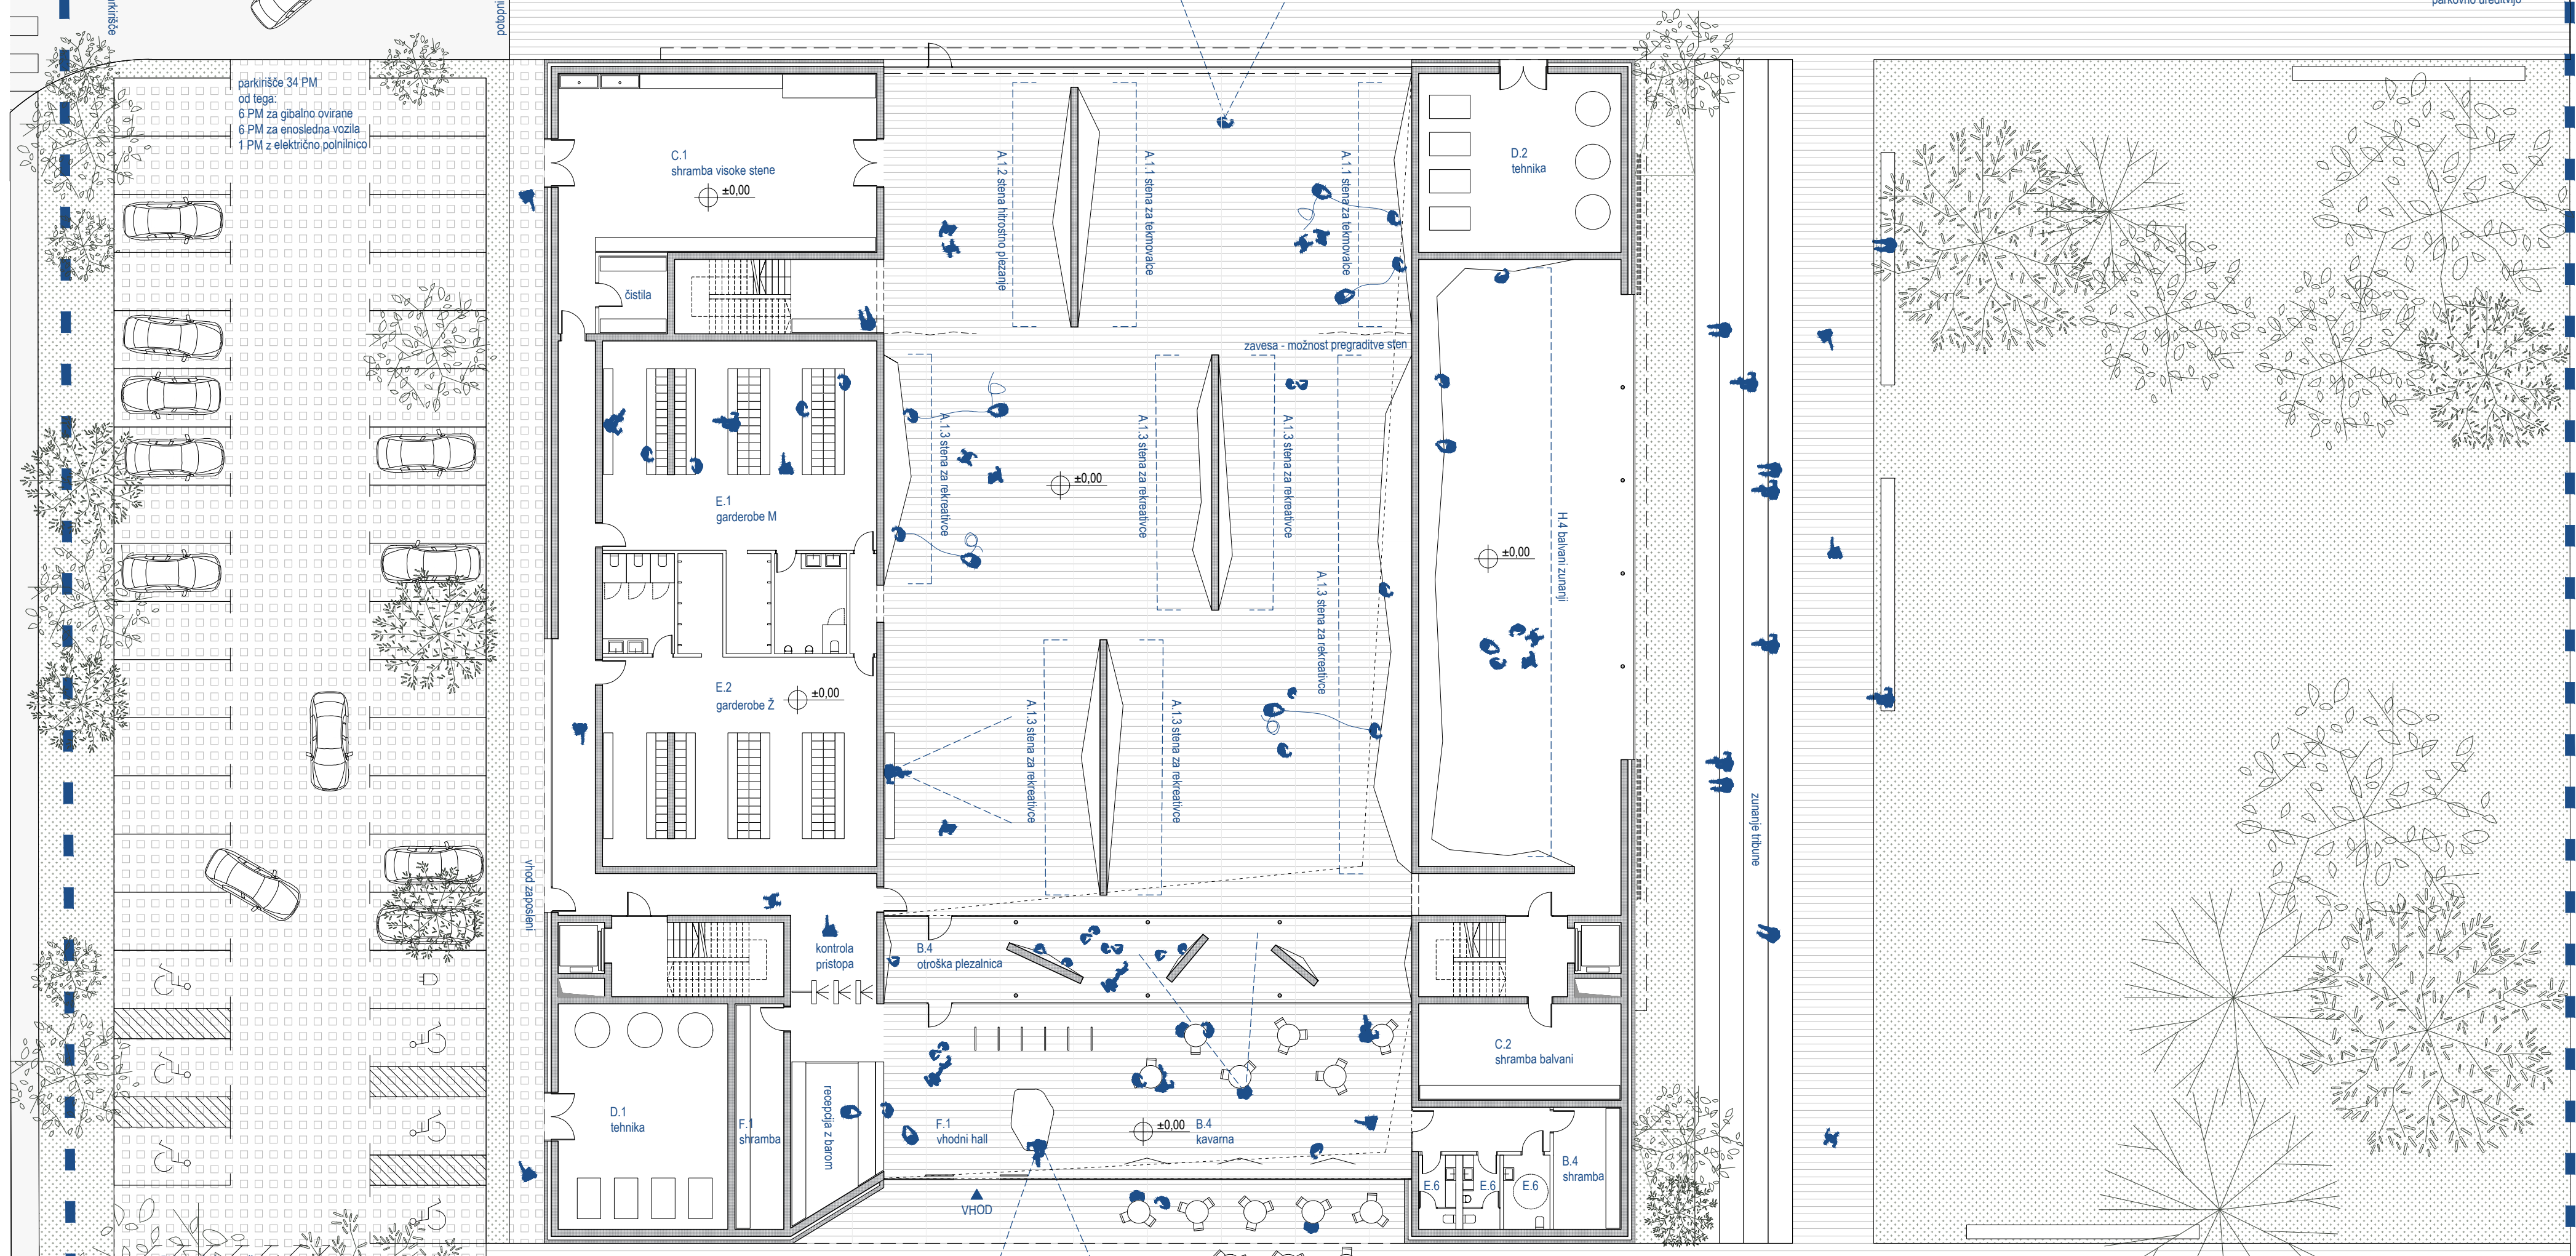 parkovno ureditvijo
parkirišče 34 PM
od tega:
6 PM za gibalno ovirane
6 PM za enosledna vozila
1 PM z električno polnilnico
C.1
shramba visoke stene
±0,00
čistila
A.1.2 stena hitrostno plezanje
A.1.1 stena za tekmovalce
A.1.1 stena za tekmovalce
D.2
tehnika
zavesa - možnost pregraditve sten
A.1.3 stena za rekreativce
±0,00
A.1.3 stena za rekreativce
A.1.3 stena za rekreativce
A.1.3 stena za rekreativce
±0,00
H.4 balvani zunanji
E.1
garderobe M
E.2
garderobe Ž
±0,00
A.1.3 stena za rekreativce
A.1.3 stena za rekreativce
zunanje tribune
vhod zaposleni
kontrola
pristopa
B.4
otroška plezalnica
D.1
tehnika
F.1
shramba
recepcija z barom
F.1
vhodni hall
±0,00
B.4
kavarna
C.2
shramba balvani
E.6
E.6
E.6
B.4
shramba
VHOD